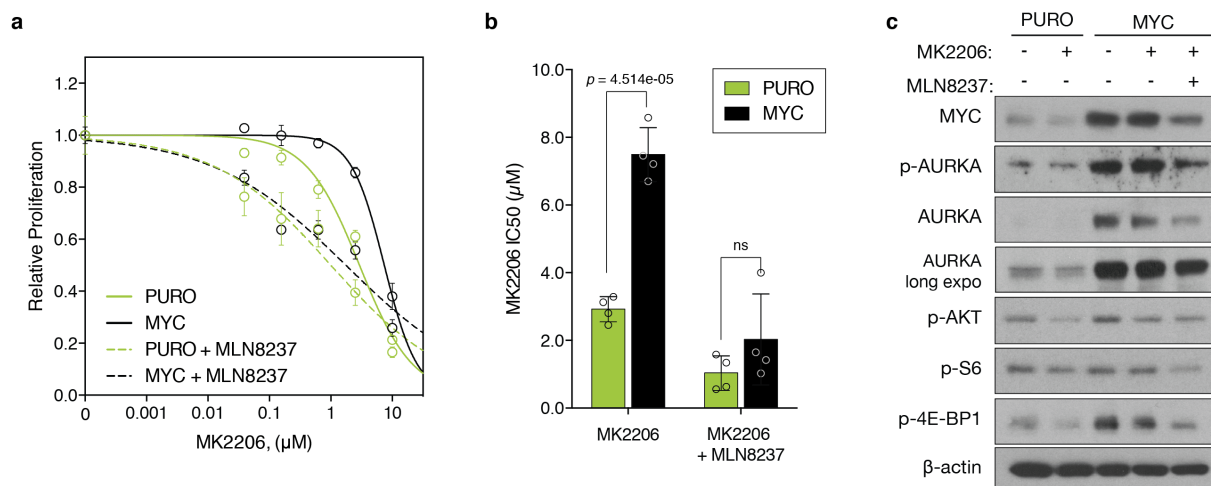 a
1.2
1.0
0.8
0.6
0.4
0.2
0.0
Relative Proliferation
PURO
MYC
PURO + MLN8237
MYC + MLN8237
0
0.001
0.01
0.1
1
10
MK2206, (µM)
b
10.0
8.0
6.0
4.0
2.0
0.0
MK2206 IC50 (µM)
p = 4.514e-05
ns
PURO
MYC
MK2206
MK2206
+ MLN8237
c
PURO MYC
MK2206: - + - + +
MLN8237: - - - - +
MYC
p-AURKA
AURKA
AURKA
long expo
p-AKT
p-S6
p-4E-BP1
β-actin